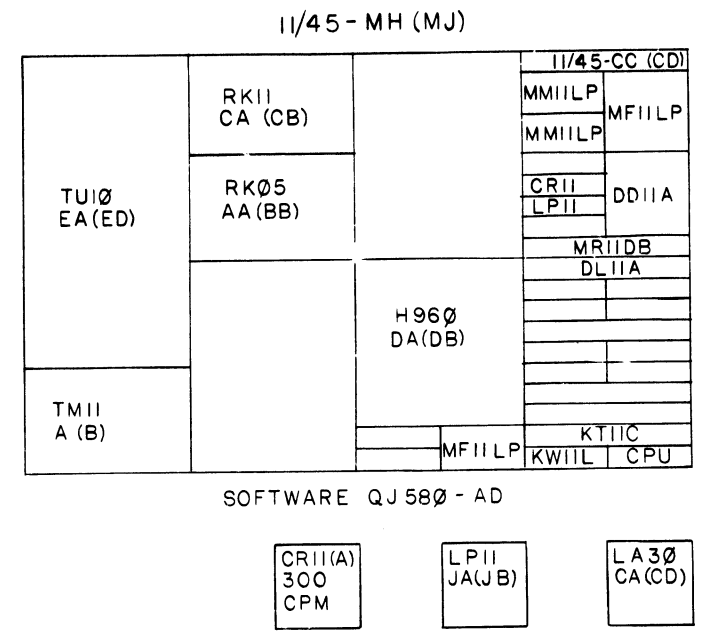 11/45-MH (MJ)
11/45-CC (CD)
RK11
CA (CB)
MM11LP
MF11LP
MM11LP
TU1Ø
EA(ED)
RKØ5
AA(BB)
CR11
LP11
DD11A
MR11DB
DL11A
H96Ø
DA(DB)
TM11
A (B)
MF11LP
KT11C
KW11L
CPU
SOFTWARE QJ58Ø-AD
CR11(A)
300
CPM
LP11
JA(JB)
LA3Ø
CA(CD)